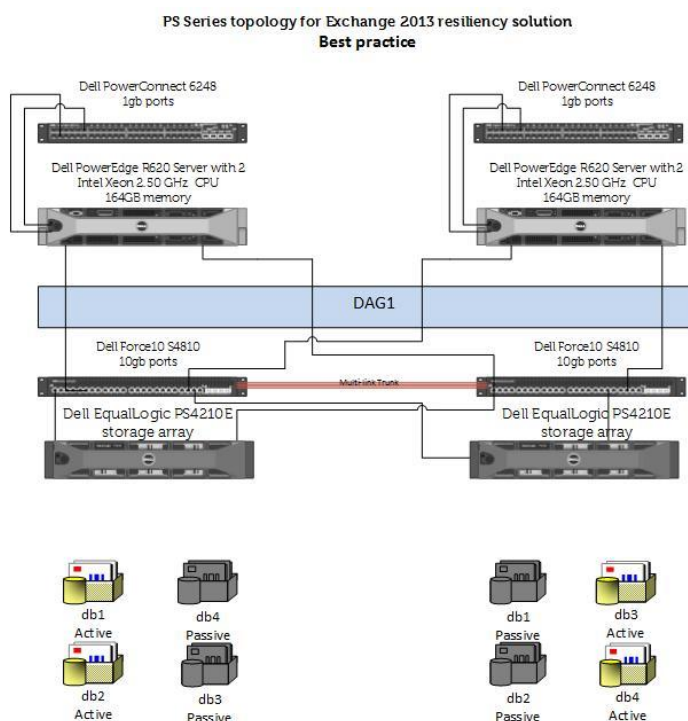 PS Series topology for Exchange 2013 resiliency solution
Best practice
Dell PowerConnect 6248
1gb ports
Dell PowerConnect 6248
1gb ports
Dell PowerEdge R620 Server with 2
Intel Xeon 2.50 GHz CPU
164GB memory
Dell PowerEdge R620 Server with 2
Intel Xeon 2.50 GHz CPU
164GB memory
DAG1
Dell Force10 S4810
10gb ports
Dell Force10 S4810
10gb ports
Multi-link Trunk
Dell EqualLogic PS4210E
storage array
Dell EqualLogic PS4210E
storage array
db1
Active
db4
Passive
db1
Passive
db3
Active
db2
Active
db3
Passive
db2
Passive
db4
Active